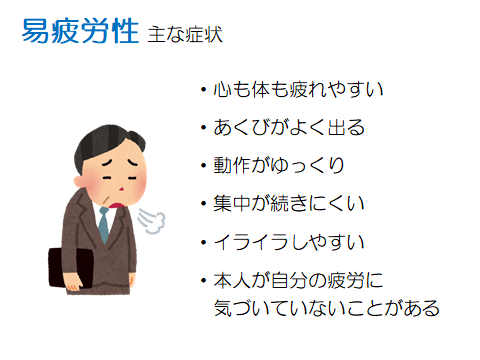 易疲労性 主な症状
・心も体も疲れやすい
・あくびがよく出る
・動作がゆっくり
・集中が続きにくい
・イライラしやすい
・本人が自分の疲労に
気づいていないことがある